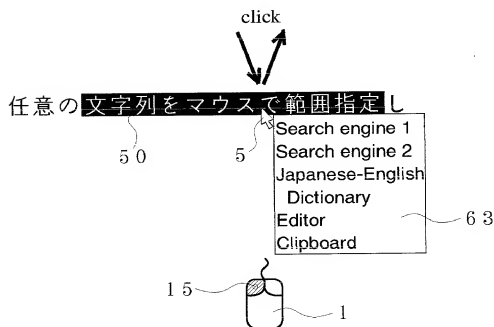 click
任意の文字列をマウスで範囲指定し
50
5
Search engine 1
Search engine 2
Japanese-English
Dictionary
Editor
Clipboard
63
15
1